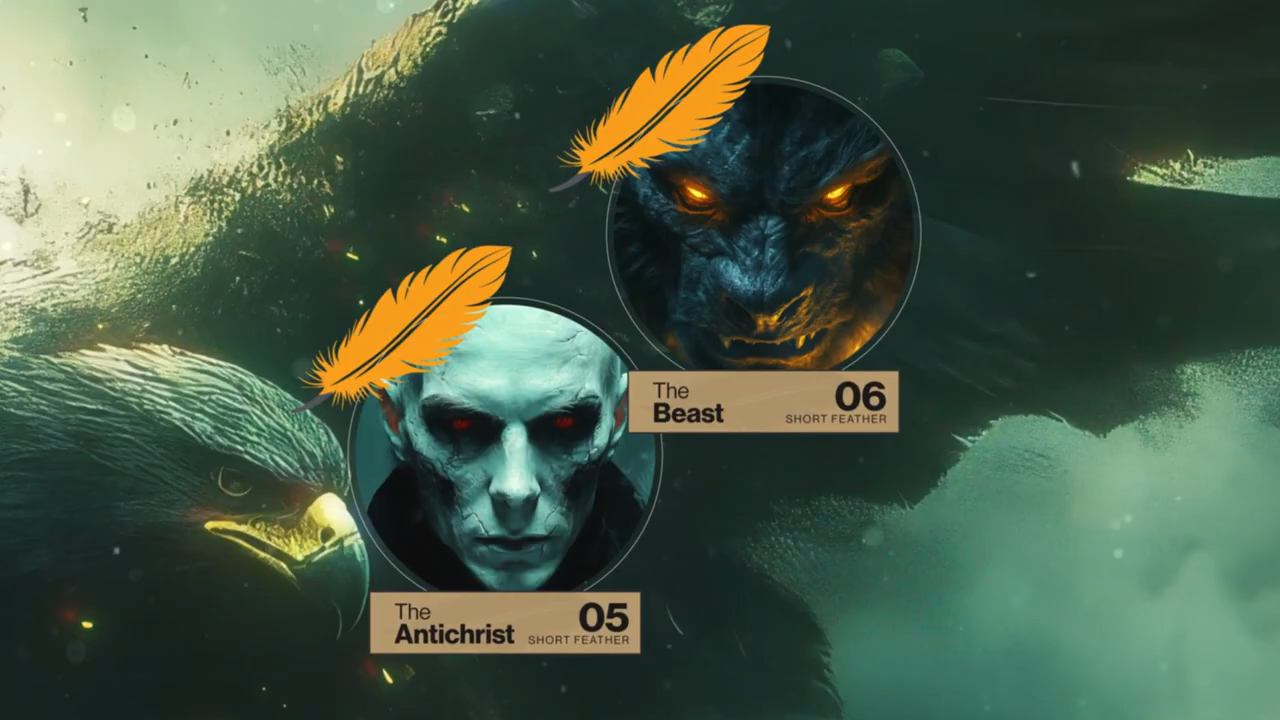 The
Beast
06
SHORT FEATHER
The
Antichrist
05
SHORT FEATHER